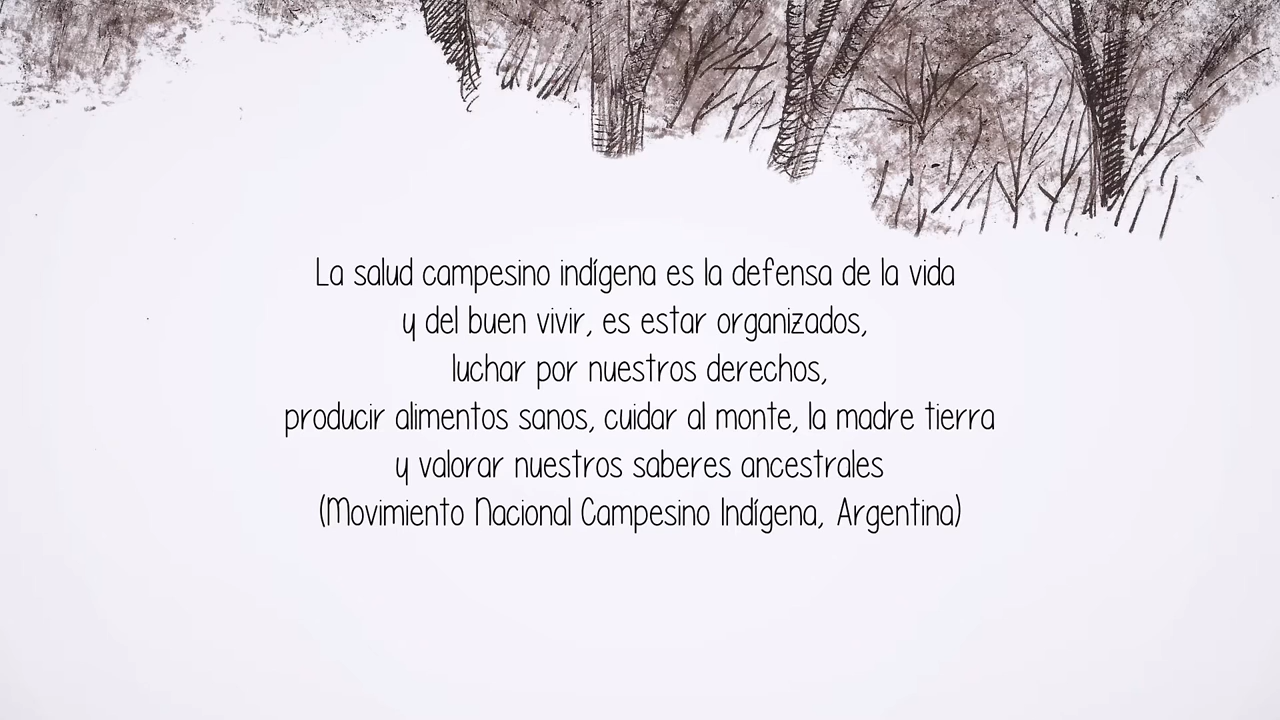 La salud campesino indígena es la defensa de la vida
y del buen vivir, es estar organizados,
luchar por nuestros derechos,
producir alimentos sanos, cuidar al monte, la madre tierra
y valorar nuestros saberes ancestrales
(Movimiento Nacional Campesino Indígena, Argentina)